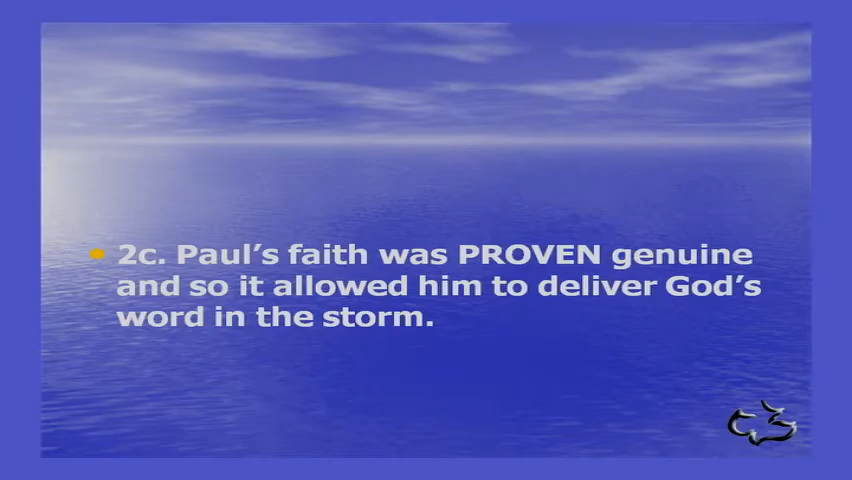 • 2c. Paul’s faith was PROVEN genuine
and so it allowed him to deliver God’s
word in the storm.